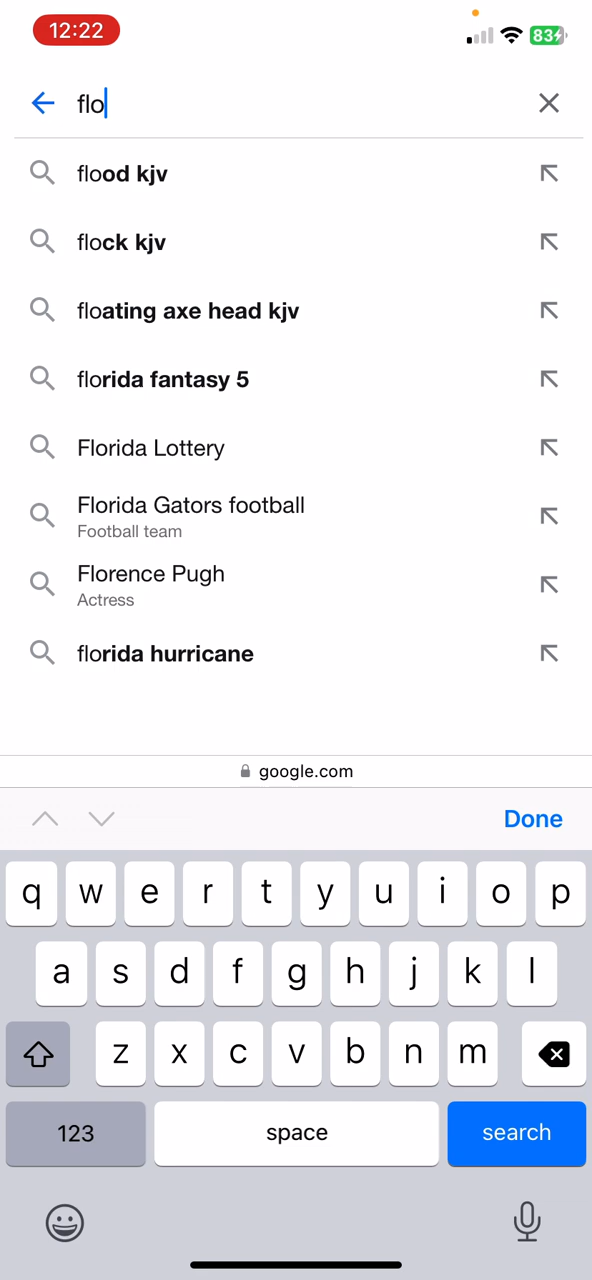 12:22
83
flo
flood kjv
flock kjv
floating axe head kjv
florida fantasy 5
Florida Lottery
Florida Gators football
Football team
Florence Pugh
Actress
florida hurricane
google.com
Done
q w e r t y u i o p
a s d f g h j k l
z x c v b n m
123 space search